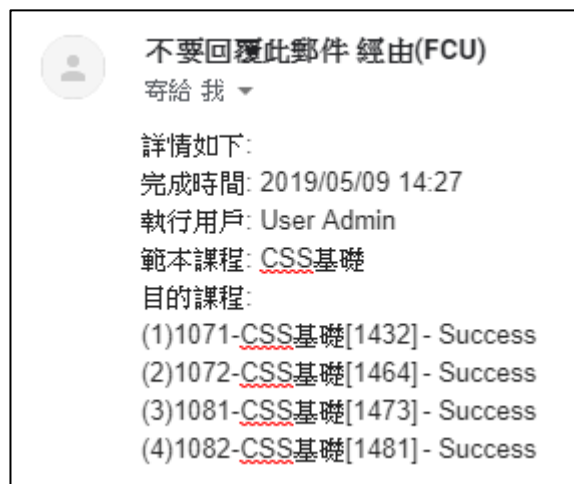 不要回覆此郵件 經由(FCU)
寄給 我
詳情如下:
完成時間: 2019/05/09 14:27
執行用戶: User Admin
範本課程: CSS基礎
目的課程:
(1)1071-CSS基礎[1432] - Success
(2)1072-CSS基礎[1464] - Success
(3)1081-CSS基礎[1473] - Success
(4)1082-CSS基礎[1481] - Success